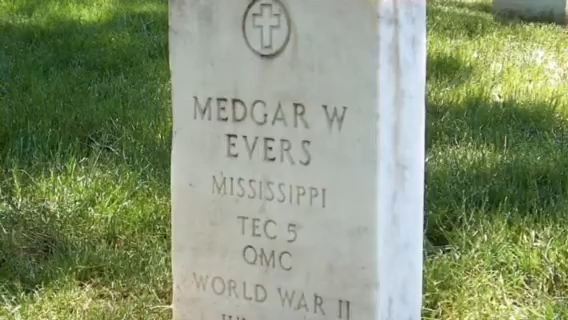 MEDGAR W
EVERS
MISSISSIPPI
TEC 5
QMC
WORLD WAR II